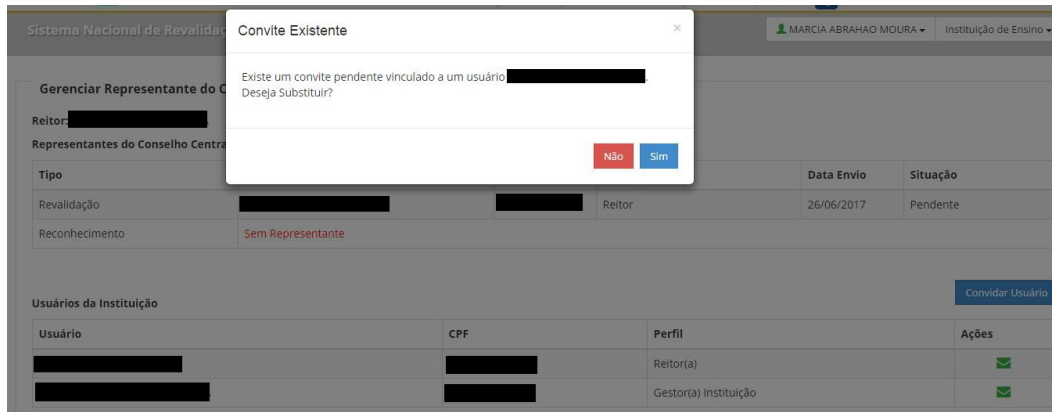 Sistema Nacional de Revalidaç
MARCIA ABRAHAO MOURA
Instituição de Ensino
Convite Existente
×
Existe um convite pendente vinculado a um usuário
Deseja Substituir?
Não
Sim
Gerenciar Representante do C
Reitor:
Representantes do Conselho Centra
Tipo Data Envio Situação
Revalidação Reitor 26/06/2017 Pendente
Reconhecimento Sem Representante
Convidar Usuário
Usuários da Instituição
Usuário CPF Perfil Ações
Reitor(a)
Gestor(a) Instituição